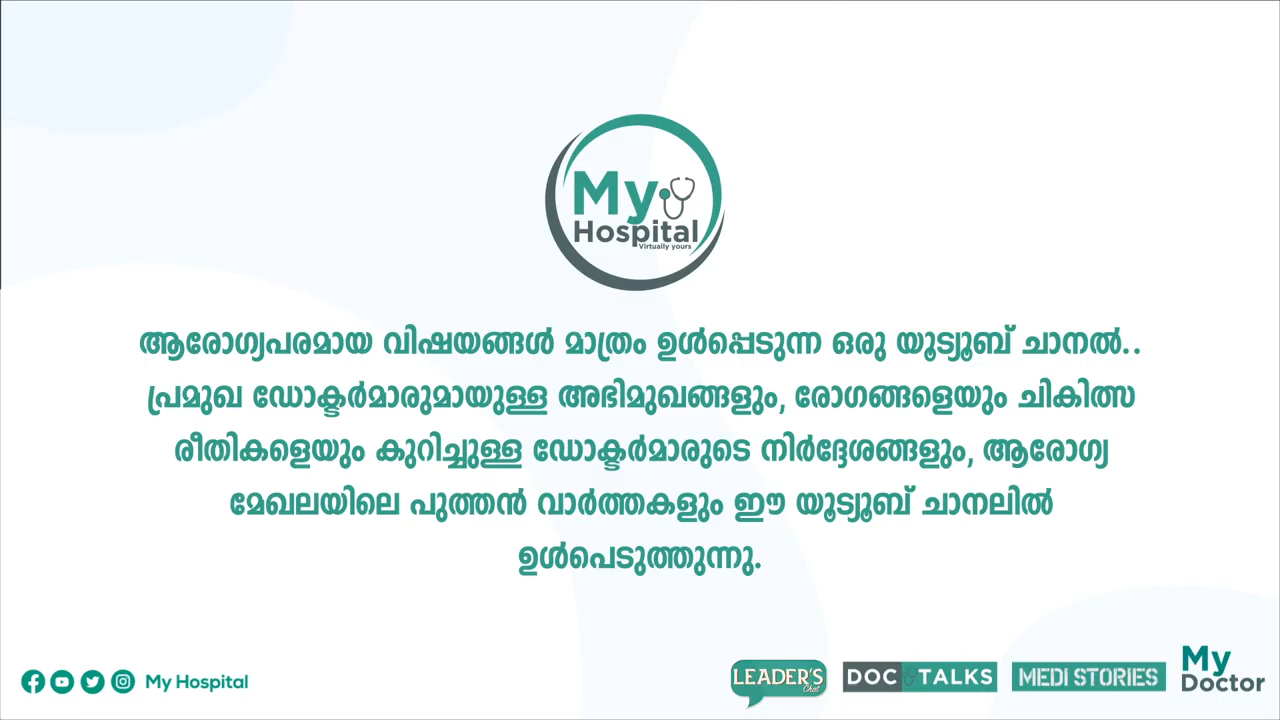 My
Hospital
Virtually yours
ആരോഗ്യപരമായ വിഷയങ്ങൾ മാത്രം ഉൾപ്പെടുന്ന ഒരു യൂട്യൂബ് ചാനൽ..
പ്രമുഖ ഡോക്ടർമാരുമായുള്ള അഭിമുഖങ്ങളും, രോഗങ്ങളെയും ചികിത്സ
രീതികളെയും കുറിച്ചുള്ള ഡോക്ടർമാരുടെ നിർദ്ദേശങ്ങളും, ആരോഗ്യ
മേഖലയിലെ പുത്തൻ വാർത്തകളും ഈ യൂട്യൂബ് ചാനലിൽ
ഉൾപെടുത്തുന്നു.
My Hospital
LEADER'S
Chat
DOC TALKS
MEDI STORIES
My
Doctor